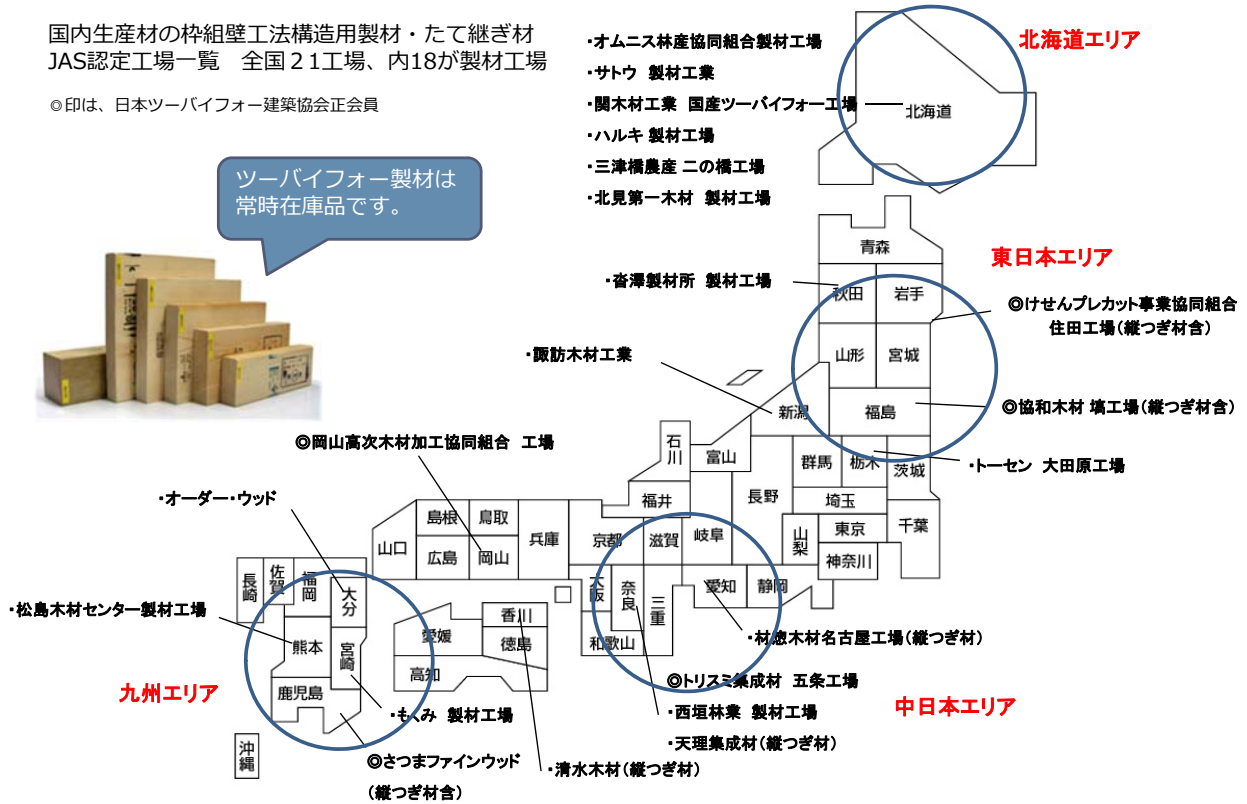 国内生産材の枠組壁工法構造用製材・たて継ぎ材
JAS認定工場一覧　全国２１工場、内18が製材工場
◎印は、日本ツーバイフォー建築協会正会員
ツーバイフォー製材は
常時在庫品です。
北海道エリア
・オムニス林産協同組合製材工場
・サトウ 製材工業
・関木材工業 国産ツーバイフォー工場
・ハルキ 製材工場
・三津橋農産 二の橋工場
・北見第一木材 製材工場
北海道
東日本エリア
青森
・沓澤製材所 製材工場
秋田
岩手
◎けせんプレカット事業協同組合
住田工場(縦つぎ材含)
山形
宮城
・諏訪木材工業
新潟
福島
◎協和木材 塙工場(縦つぎ材含)
◎岡山高次木材加工協同組合 工場
石川
富山
群馬
栃木
茨城
・トーセン 大田原工場
・オーダー・ウッド
福井
長野
埼玉
島根
鳥取
兵庫
京都
滋賀
岐阜
山梨
東京
千葉
山口
広島
岡山
神奈川
長崎
佐賀
福岡
大分
大阪
奈良
三重
愛知
静岡
・松島木材センター製材工場
熊本
宮崎
愛媛
香川
徳島
高知
和歌山
・材惣木材名古屋工場(縦つぎ材)
九州エリア
鹿児島
◎トリスミ集成材 五条工場
中日本エリア
・もくみ 製材工場
・西垣林業 製材工場
・天理集成材(縦つぎ材)
沖縄
◎さつまファインウッド
(縦つぎ材含)
・清水木材(縦つぎ材)